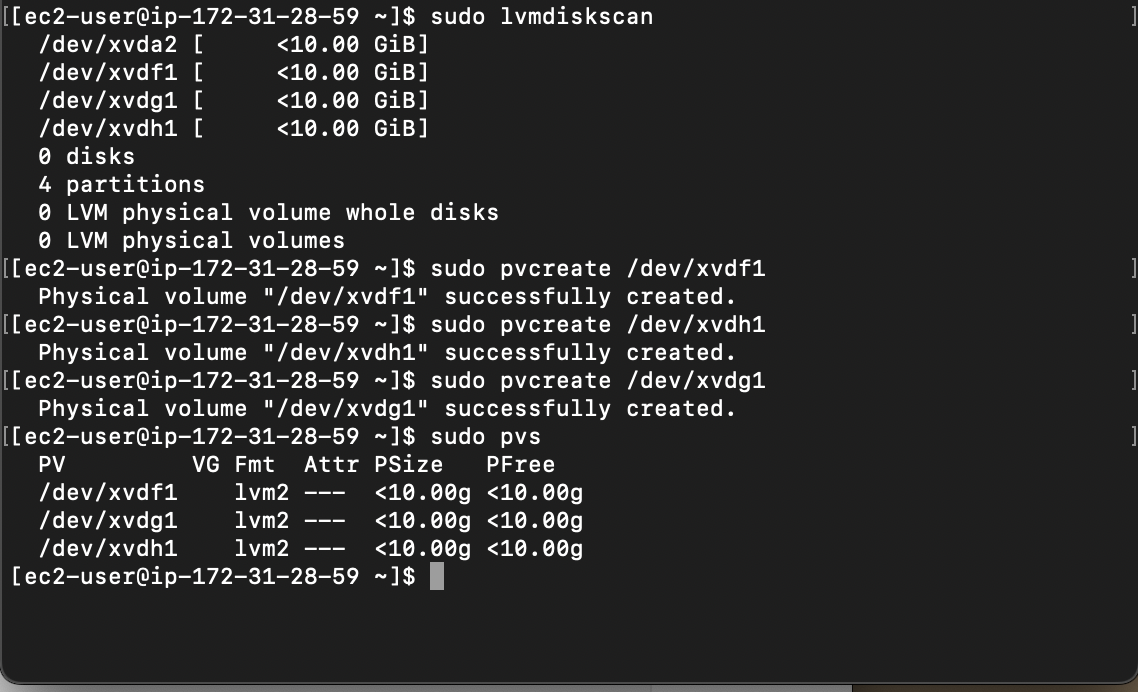 [[ec2-user@ip-172-31-28-59 ~]$ sudo lvmdiskscan ]
  /dev/xvda2 [     <10.00 GiB]
  /dev/xvdf1 [     <10.00 GiB]
  /dev/xvdg1 [     <10.00 GiB]
  /dev/xvdh1 [     <10.00 GiB]
  0 disks
  4 partitions
  0 LVM physical volume whole disks
  0 LVM physical volumes
[[ec2-user@ip-172-31-28-59 ~]$ sudo pvcreate /dev/xvdf1 ]
  Physical volume "/dev/xvdf1" successfully created.
[[ec2-user@ip-172-31-28-59 ~]$ sudo pvcreate /dev/xvdh1 ]
  Physical volume "/dev/xvdh1" successfully created.
[[ec2-user@ip-172-31-28-59 ~]$ sudo pvcreate /dev/xvdg1 ]
  Physical volume "/dev/xvdg1" successfully created.
[[ec2-user@ip-172-31-28-59 ~]$ sudo pvs ]
  PV         VG Fmt  Attr PSize   PFree
  /dev/xvdf1    lvm2 ---  <10.00g <10.00g
  /dev/xvdg1    lvm2 ---  <10.00g <10.00g
  /dev/xvdh1    lvm2 ---  <10.00g <10.00g
[ec2-user@ip-172-31-28-59 ~]$